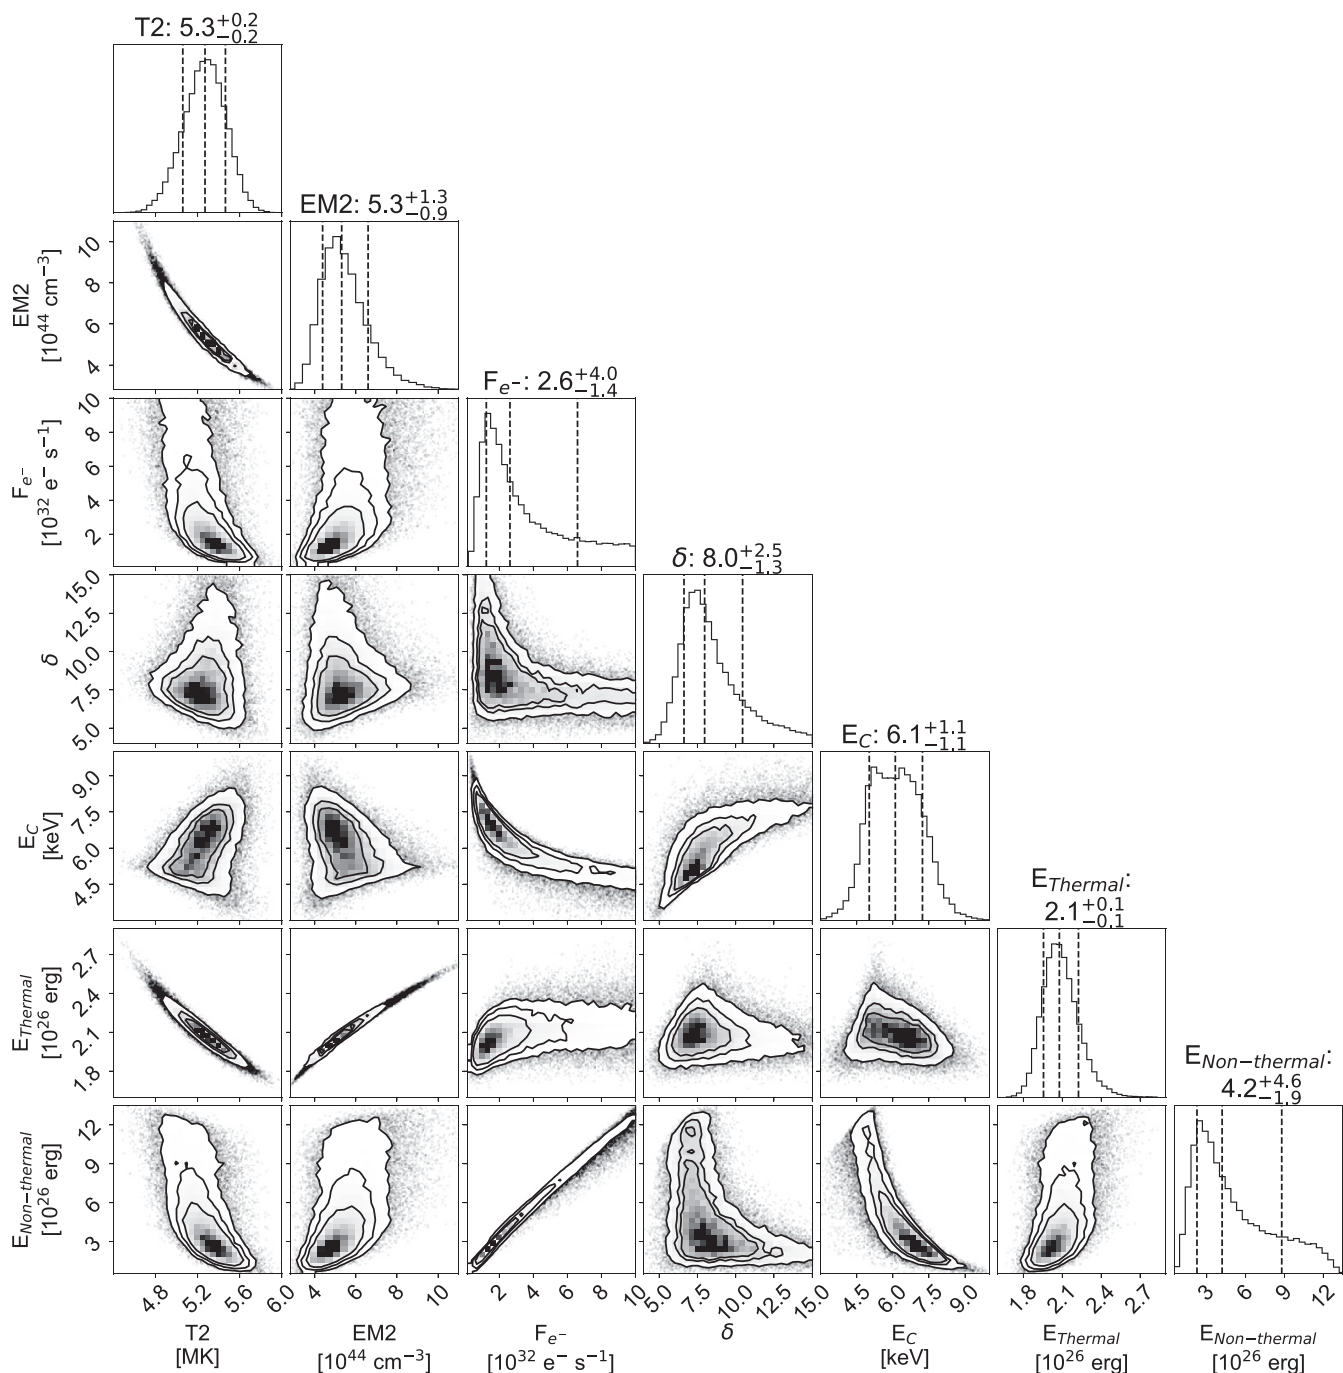 T2: 5.3+0.2−0.2
EM2: 5.3+1.3−0.9
10
8
6
4
EM2
[10^44 cm^−3]
Fe−: 2.6+4.0−1.4
10
8
6
4
2
Fe−
[10^32 e− s^−1]
δ: 8.0+2.5−1.3
15.0
12.5
10.0
7.5
5.0
δ
EC: 6.1+1.1−1.1
9.0
7.5
6.0
4.5
EC
[keV]
EThermal:
2.1+0.1−0.1
2.7
2.4
2.1
1.8
EThermal
[10^26 erg]
ENon−thermal:
4.2+4.6−1.9
12
9
6
3
ENon−thermal
[10^26 erg]
4.8 5.2 5.6 6.0 4 6 8 10 2 4 6 8 10 5.0 7.5 10.0 12.5 15.0 4.5 6.0 7.5 9.0 1.8 2.1 2.4 2.7 3 6 9 12
T2 EM2 Fe− δ EC EThermal ENon−thermal
[MK] [10^44 cm^−3] [10^32 e− s^−1] [keV] [10^26 erg] [10^26 erg]